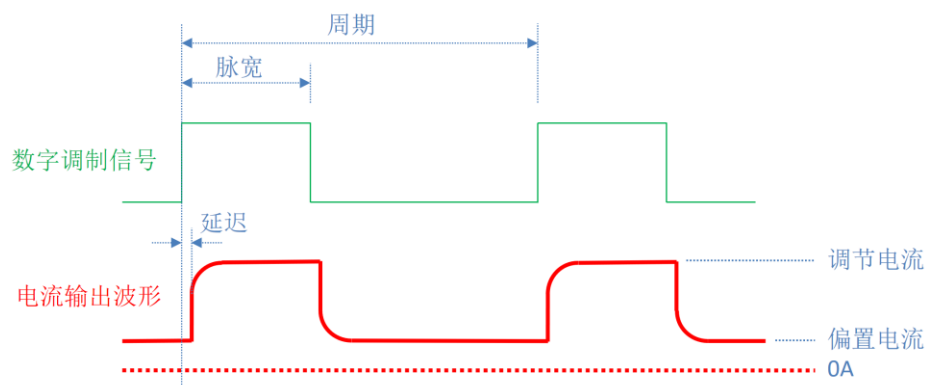 周期
脉宽
数字调制信号
延迟
调节电流
电流输出波形
偏置电流
0A